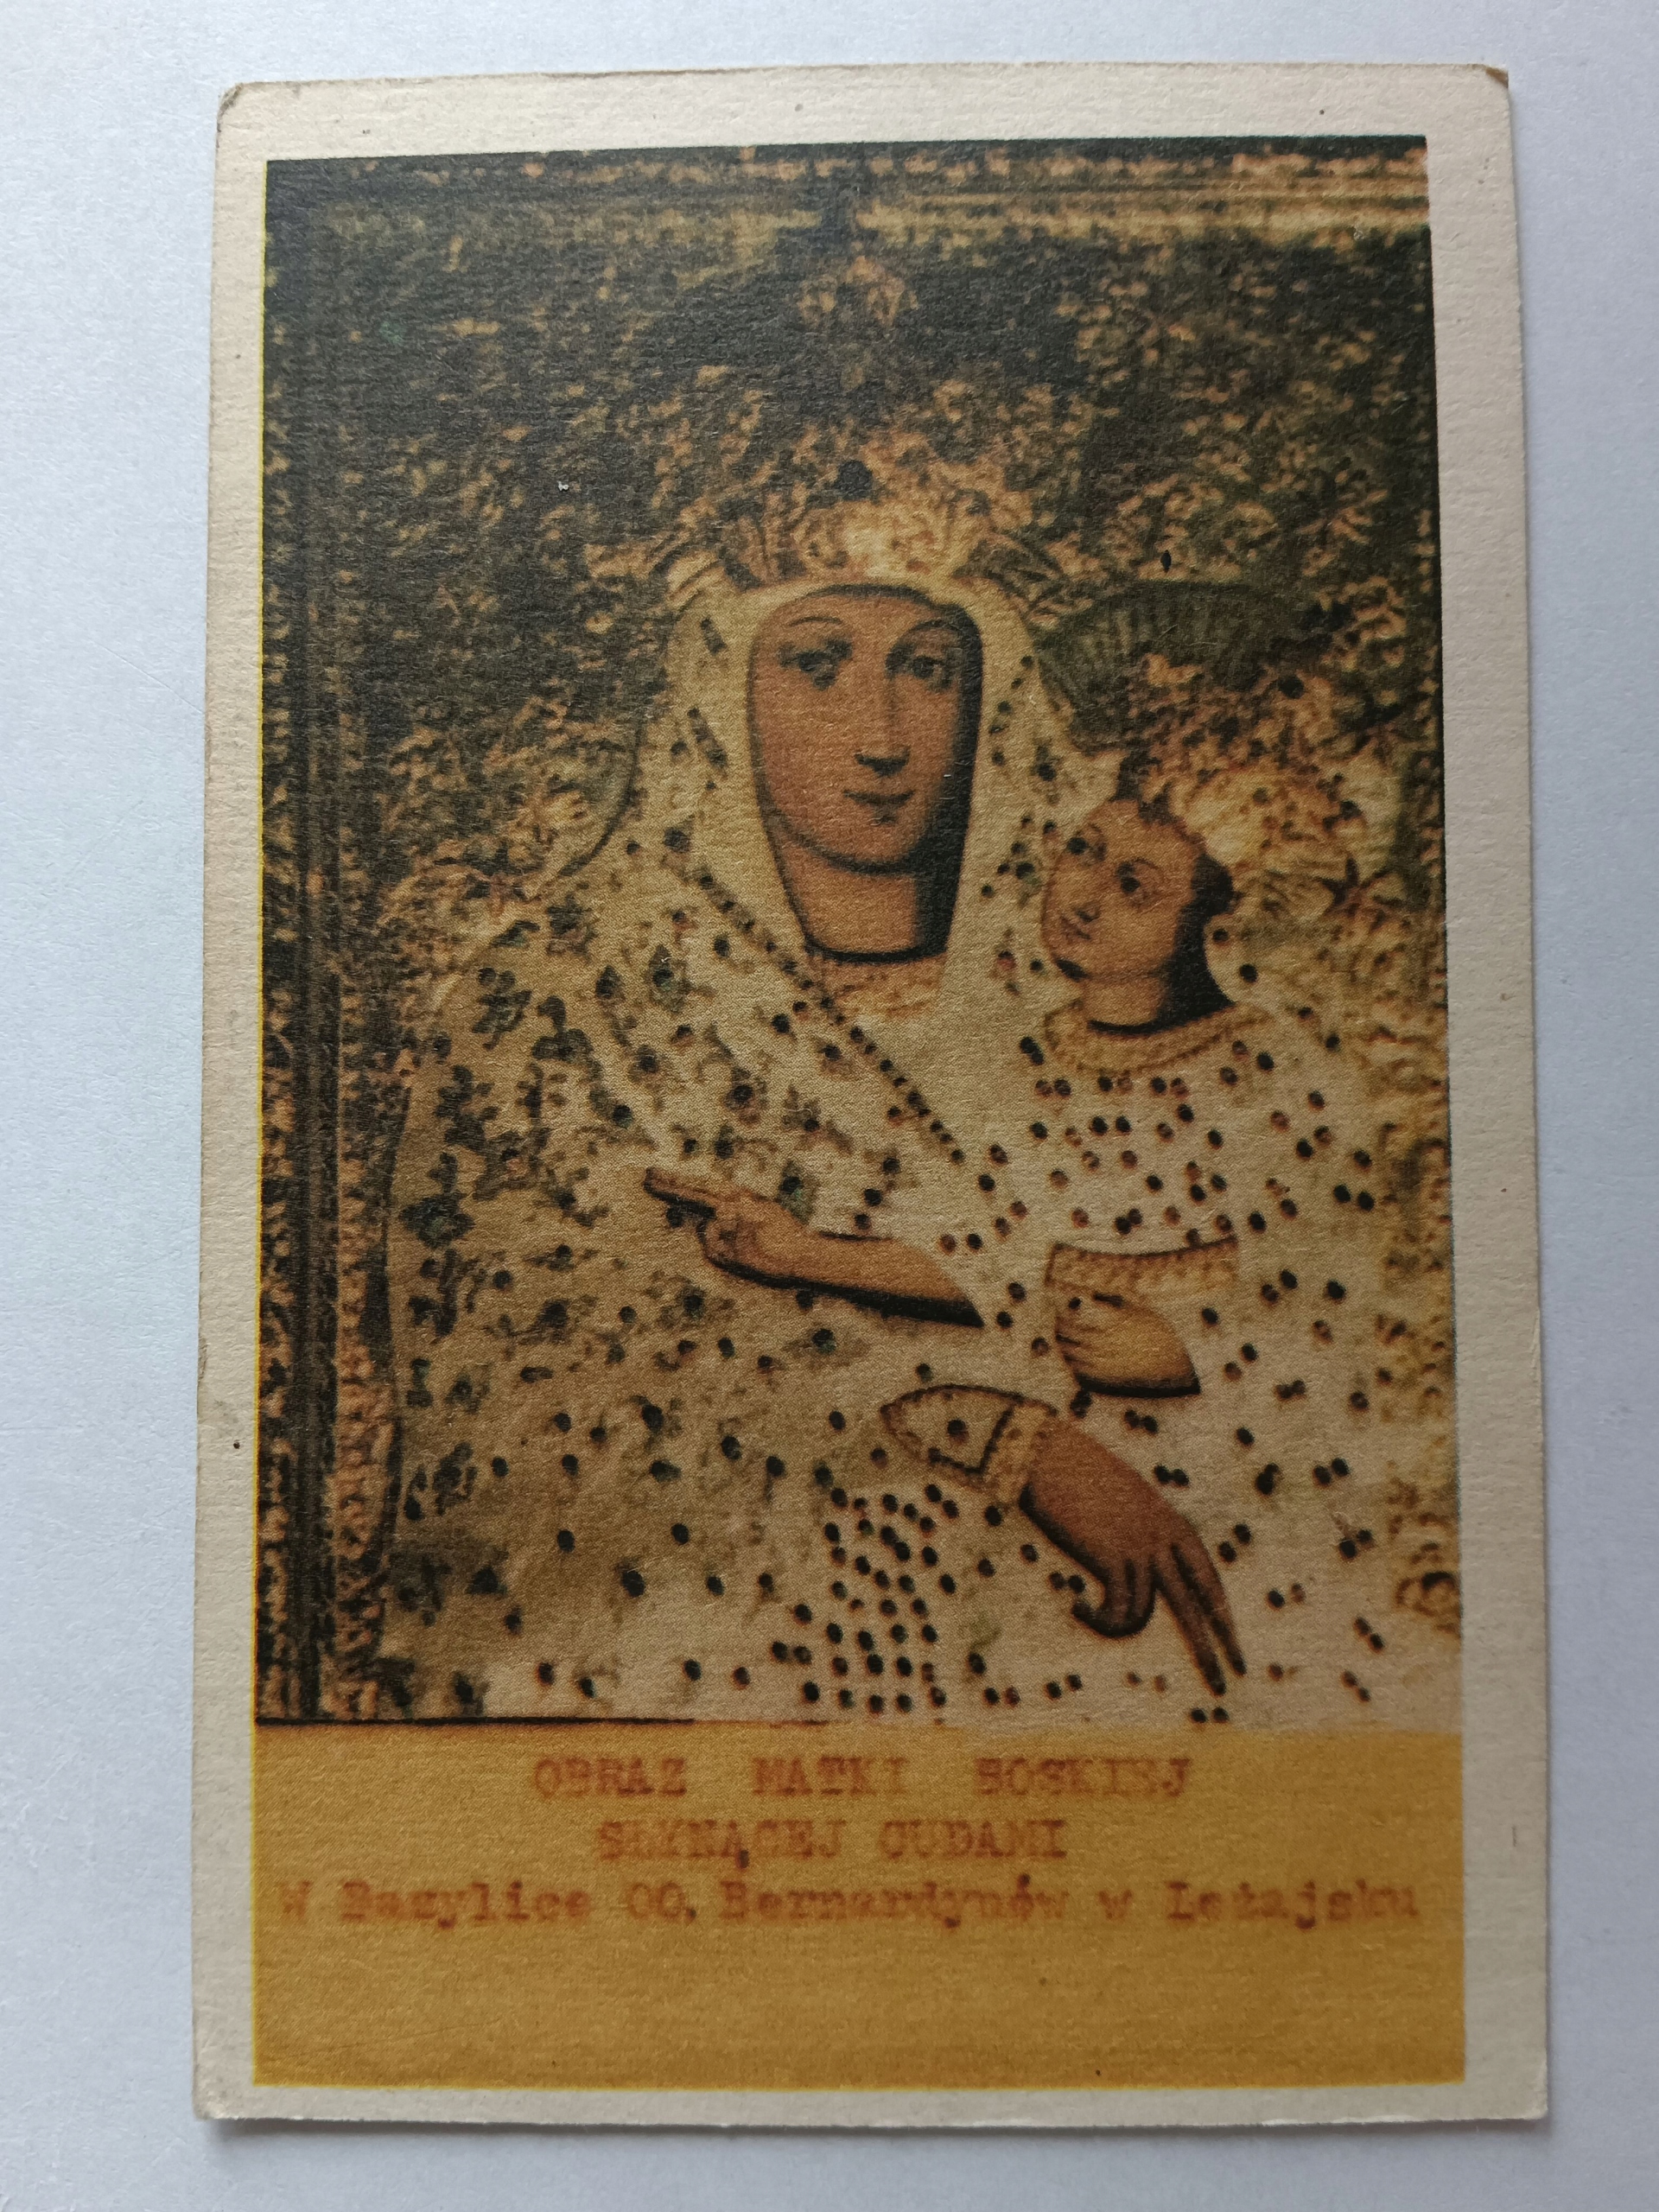 OBRAZ MATKI BOSKIEJ
SŁYNĄCEJ CUDAMI
W Bazylice OO. Bernardynów w Leżajsku